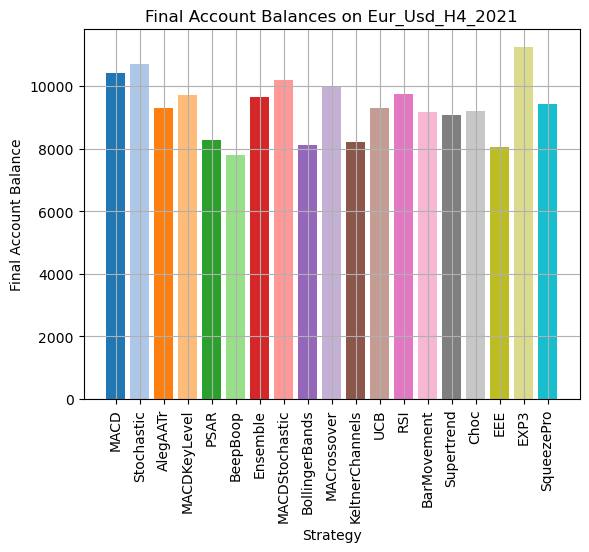 Final Account Balances on Eur_Usd_H4_2021
Final Account Balance
10000
8000
6000
4000
2000
0
MACD
Stochastic
AlegAATr
MACDKeyLevel
PSAR
BeepBoop
Ensemble
MACDStochastic
BollingerBands
MACrossover
KeltnerChannels
UCB
RSI
BarMovement
Supertrend
Choc
EEE
EXP3
SqueezePro
Strategy